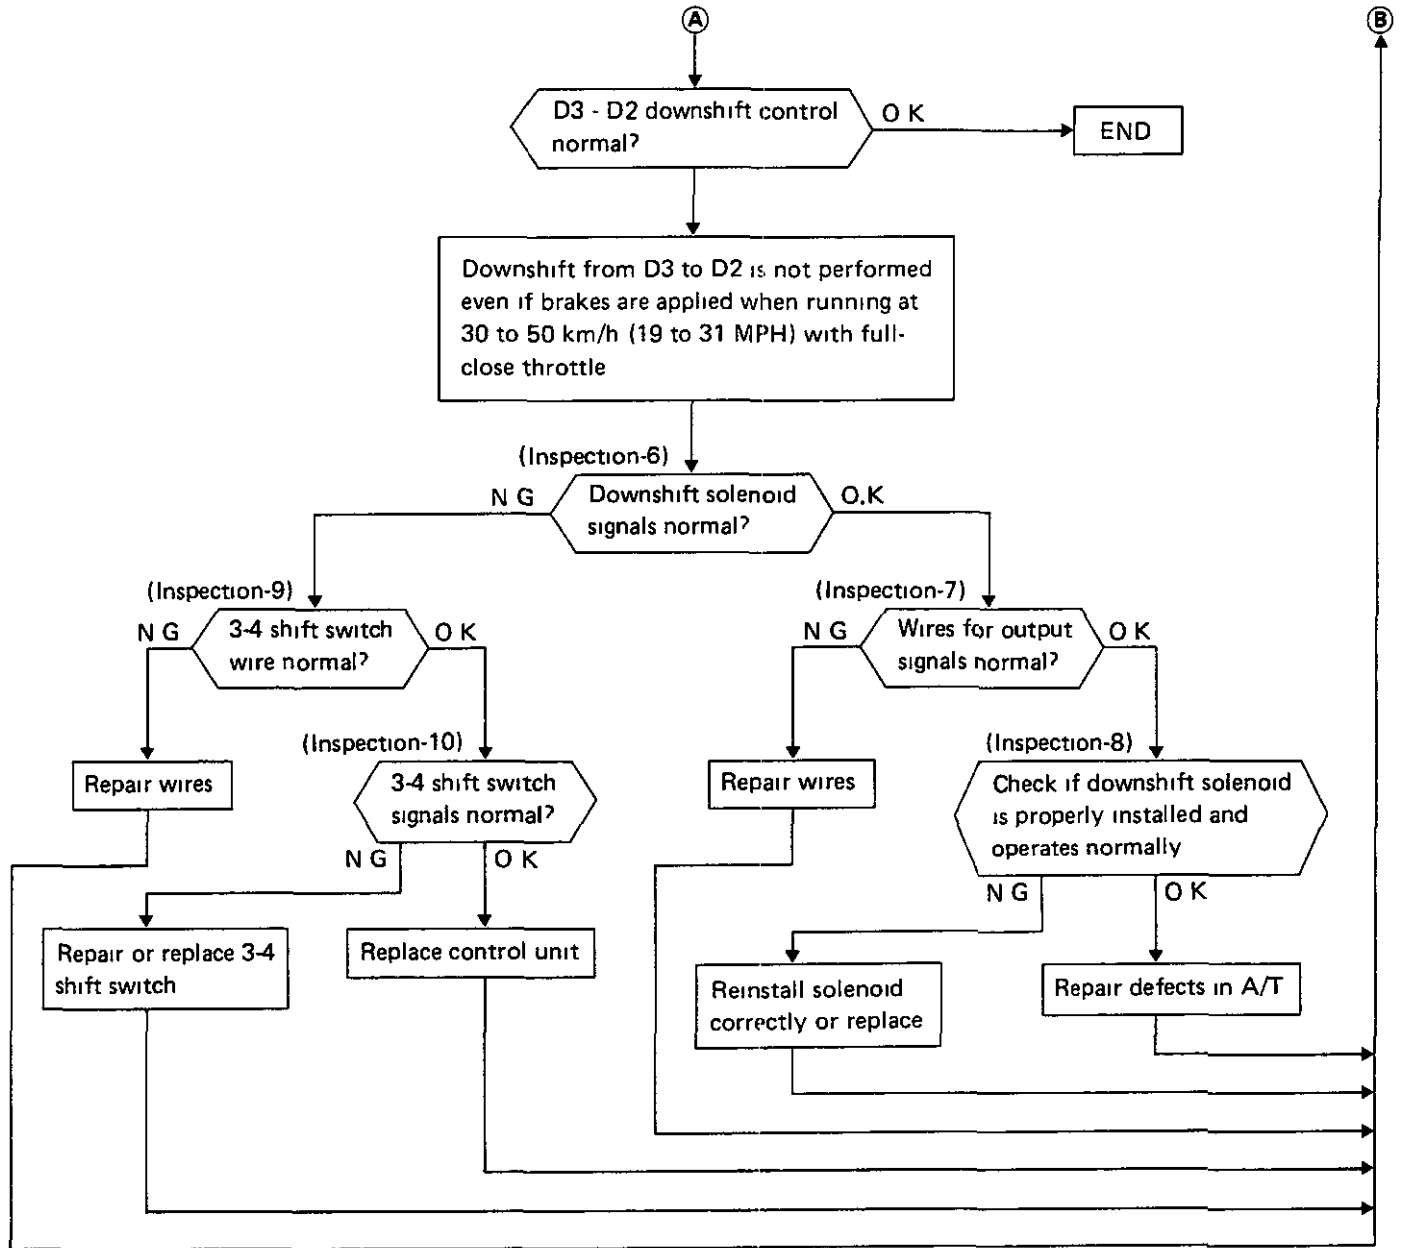 A
B
D3 - D2 downshift control
normal?
O K
END
Downshift from D3 to D2 is not performed
even if brakes are applied when running at
30 to 50 km/h (19 to 31 MPH) with full-
close throttle
(Inspection-6)
N G
Downshift solenoid
signals normal?
O.K
(Inspection-9)
N G
3-4 shift switch
wire normal?
O K
(Inspection-7)
N G
Wires for output
signals normal?
O K
Repair wires
(Inspection-10)
3-4 shift switch
signals normal?
N G
O K
Repair wires
(Inspection-8)
Check if downshift solenoid
is properly installed and
operates normally
N G
O K
Repair or replace 3-4
shift switch
Replace control unit
Reinstall solenoid
correctly or replace
Repair defects in A/T